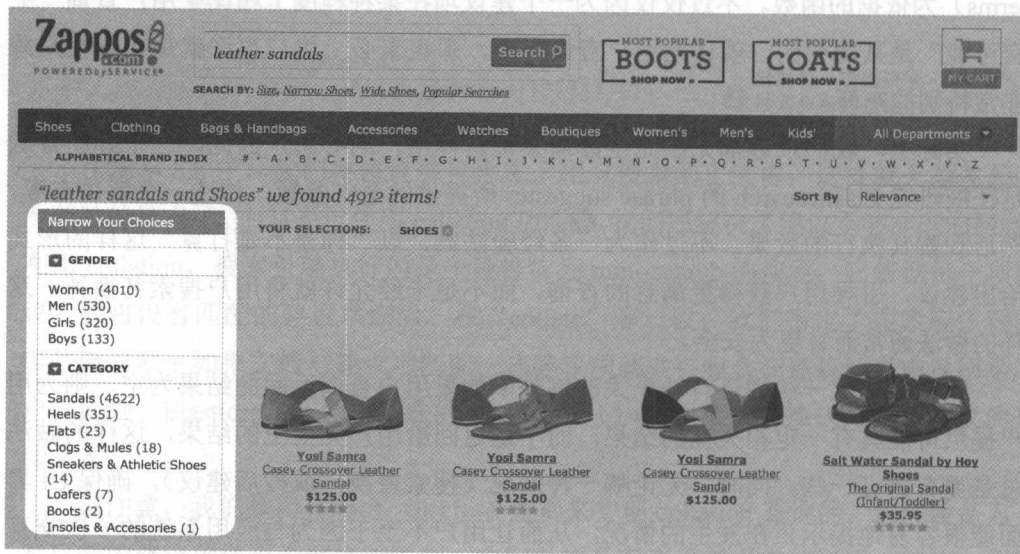 Zappos
.com
POWEREDbySERVICE®
leather sandals
Search
MOST POPULAR
BOOTS
SHOP NOW »
MOST POPULAR
COATS
SHOP NOW »
MY CART
SEARCH BY: Size, Narrow Shoes, Wide Shoes, Popular Searches
Shoes Clothing Bags & Handbags Accessories Watches Boutiques Women's Men's Kids' All Departments
ALPHABETICAL BRAND INDEX # • A • B • C • D • E • F • G • H • I • J • K • L • M • N • O • P • Q • R • S • T • U • V • W • X • Y • Z
"leather sandals and Shoes" we found 4912 items!
Sort By Relevance
Narrow Your Choices
YOUR SELECTIONS: SHOES
GENDER
Women (4010)
Men (530)
Girls (320)
Boys (133)
CATEGORY
Sandals (4622)
Heels (351)
Flats (23)
Clogs & Mules (18)
Sneakers & Athletic Shoes
(14)
Loafers (7)
Boots (2)
Insoles & Accessories (1)
Yosi Samra
Casey Crossover Leather
Sandal
$125.00
Yosi Samra
Casey Crossover Leather
Sandal
$125.00
Yosi Samra
Casey Crossover Leather
Sandal
$125.00
Salt Water Sandal by Hoy
Shoes
The Original Sandal
(Infant/Toddler)
$35.95